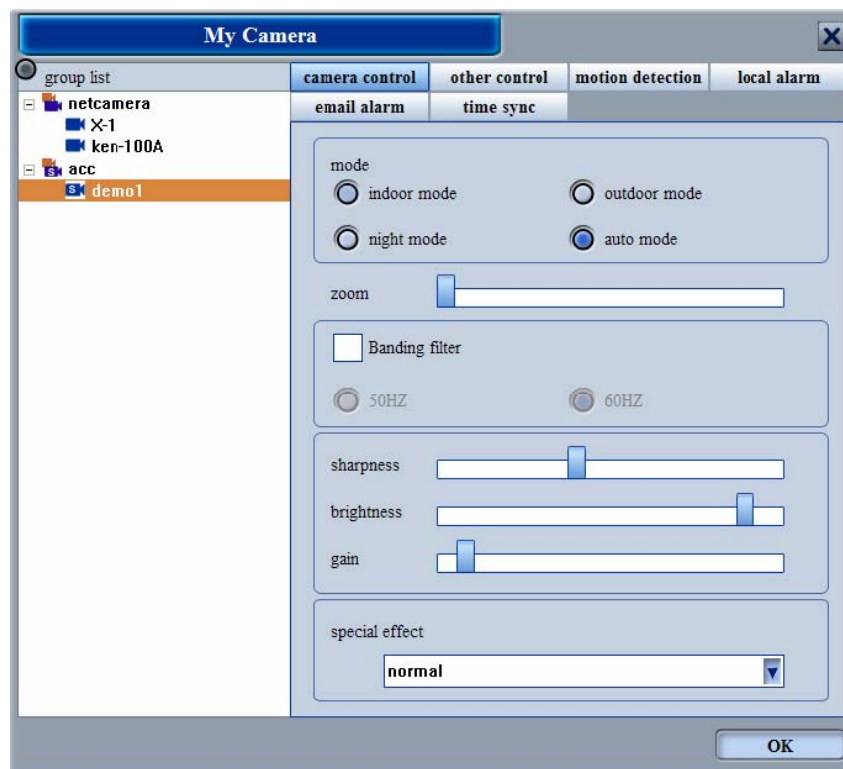 My Camera
group list
netcamera
X-1
ken-100A
acc
demo1
camera control other control motion detection local alarm
email alarm time sync
mode
indoor mode outdoor mode
night mode auto mode
zoom
Banding filter
50HZ 60HZ
sharpness
brightness
gain
special effect
normal
OK